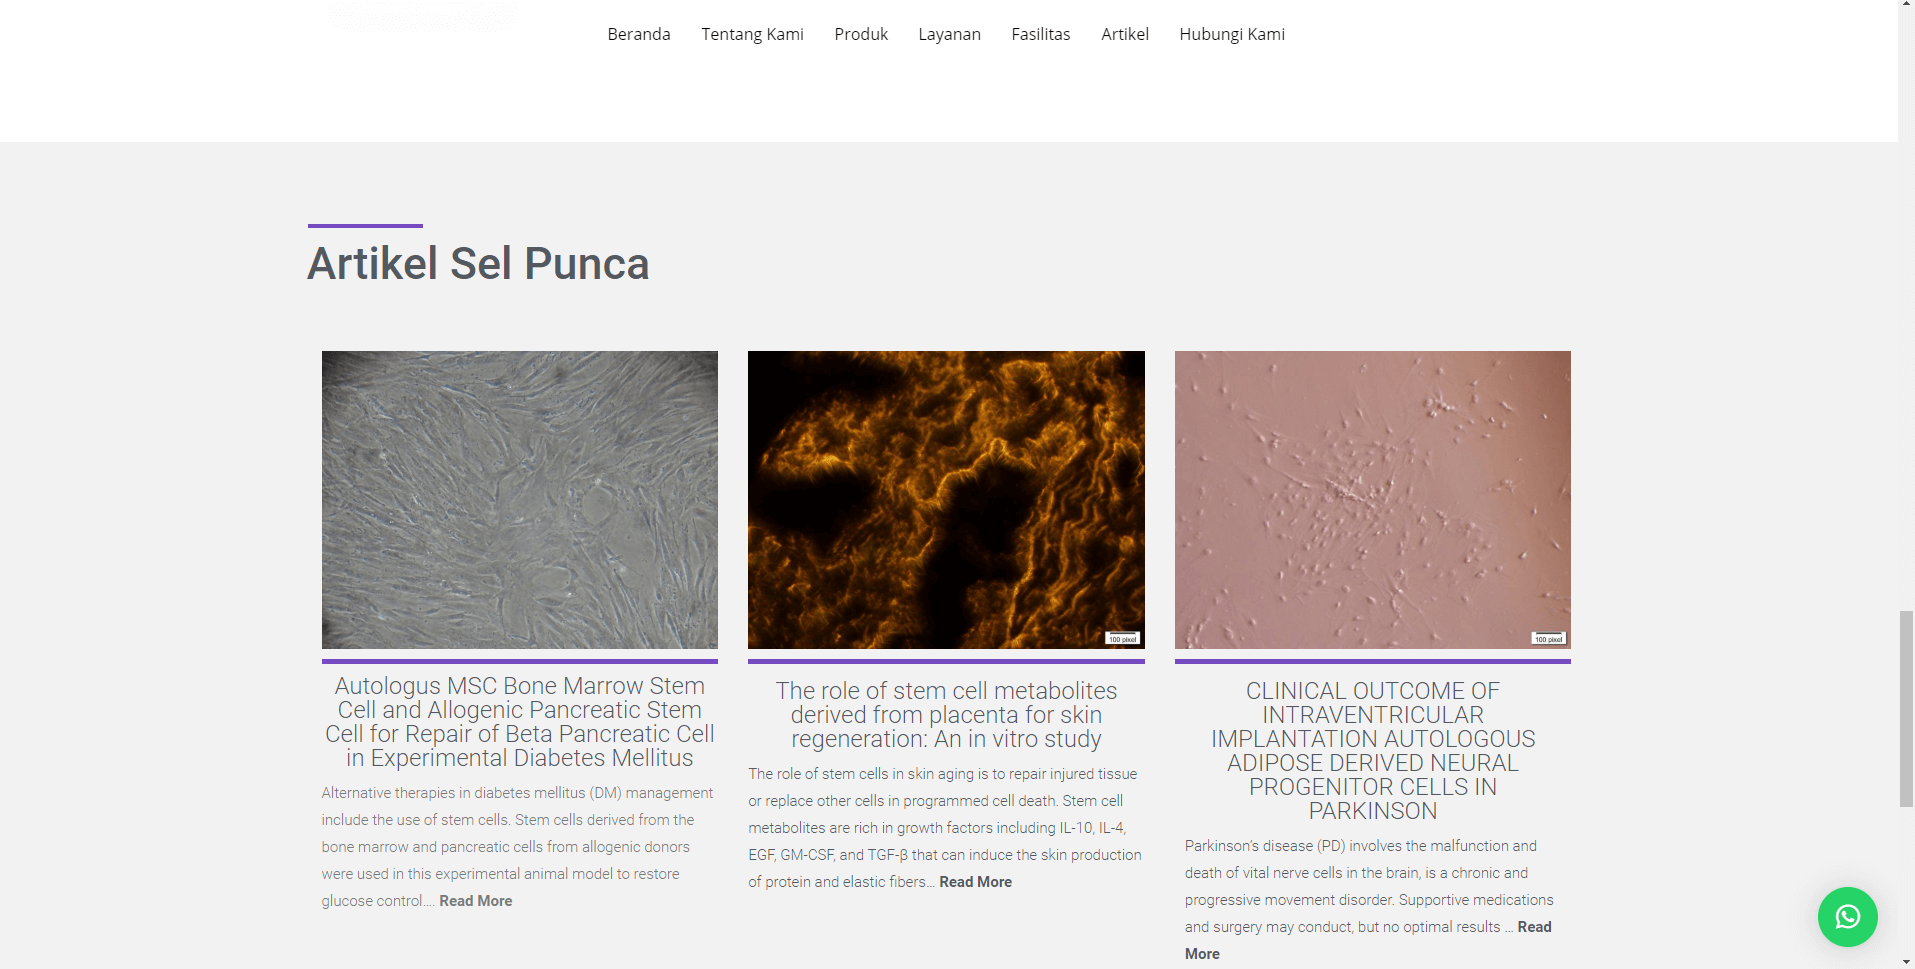 Beranda Tentang Kami Produk Layanan Fasilitas Artikel Hubungi Kami
Artikel Sel Punca
100 pixel
100 pixel
Autologus MSC Bone Marrow Stem
Cell and Allogenic Pancreatic Stem
Cell for Repair of Beta Pancreatic Cell
in Experimental Diabetes Mellitus
Alternative therapies in diabetes mellitus (DM) management
include the use of stem cells. Stem cells derived from the
bone marrow and pancreatic cells from allogenic donors
were used in this experimental animal model to restore
glucose control…. Read More
The role of stem cell metabolites
derived from placenta for skin
regeneration: An in vitro study
The role of stem cells in skin aging is to repair injured tissue
or replace other cells in programmed cell death. Stem cell
metabolites are rich in growth factors including IL-10, IL-4,
EGF, GM-CSF, and TGF-β that can induce the skin production
of protein and elastic fibers… Read More
CLINICAL OUTCOME OF
INTRAVENTRICULAR
IMPLANTATION AUTOLOGOUS
ADIPOSE DERIVED NEURAL
PROGENITOR CELLS IN
PARKINSON
Parkinson’s disease (PD) involves the malfunction and
death of vital nerve cells in the brain, is a chronic and
progressive movement disorder. Supportive medications
and surgery may conduct, but no optimal results … Read
More